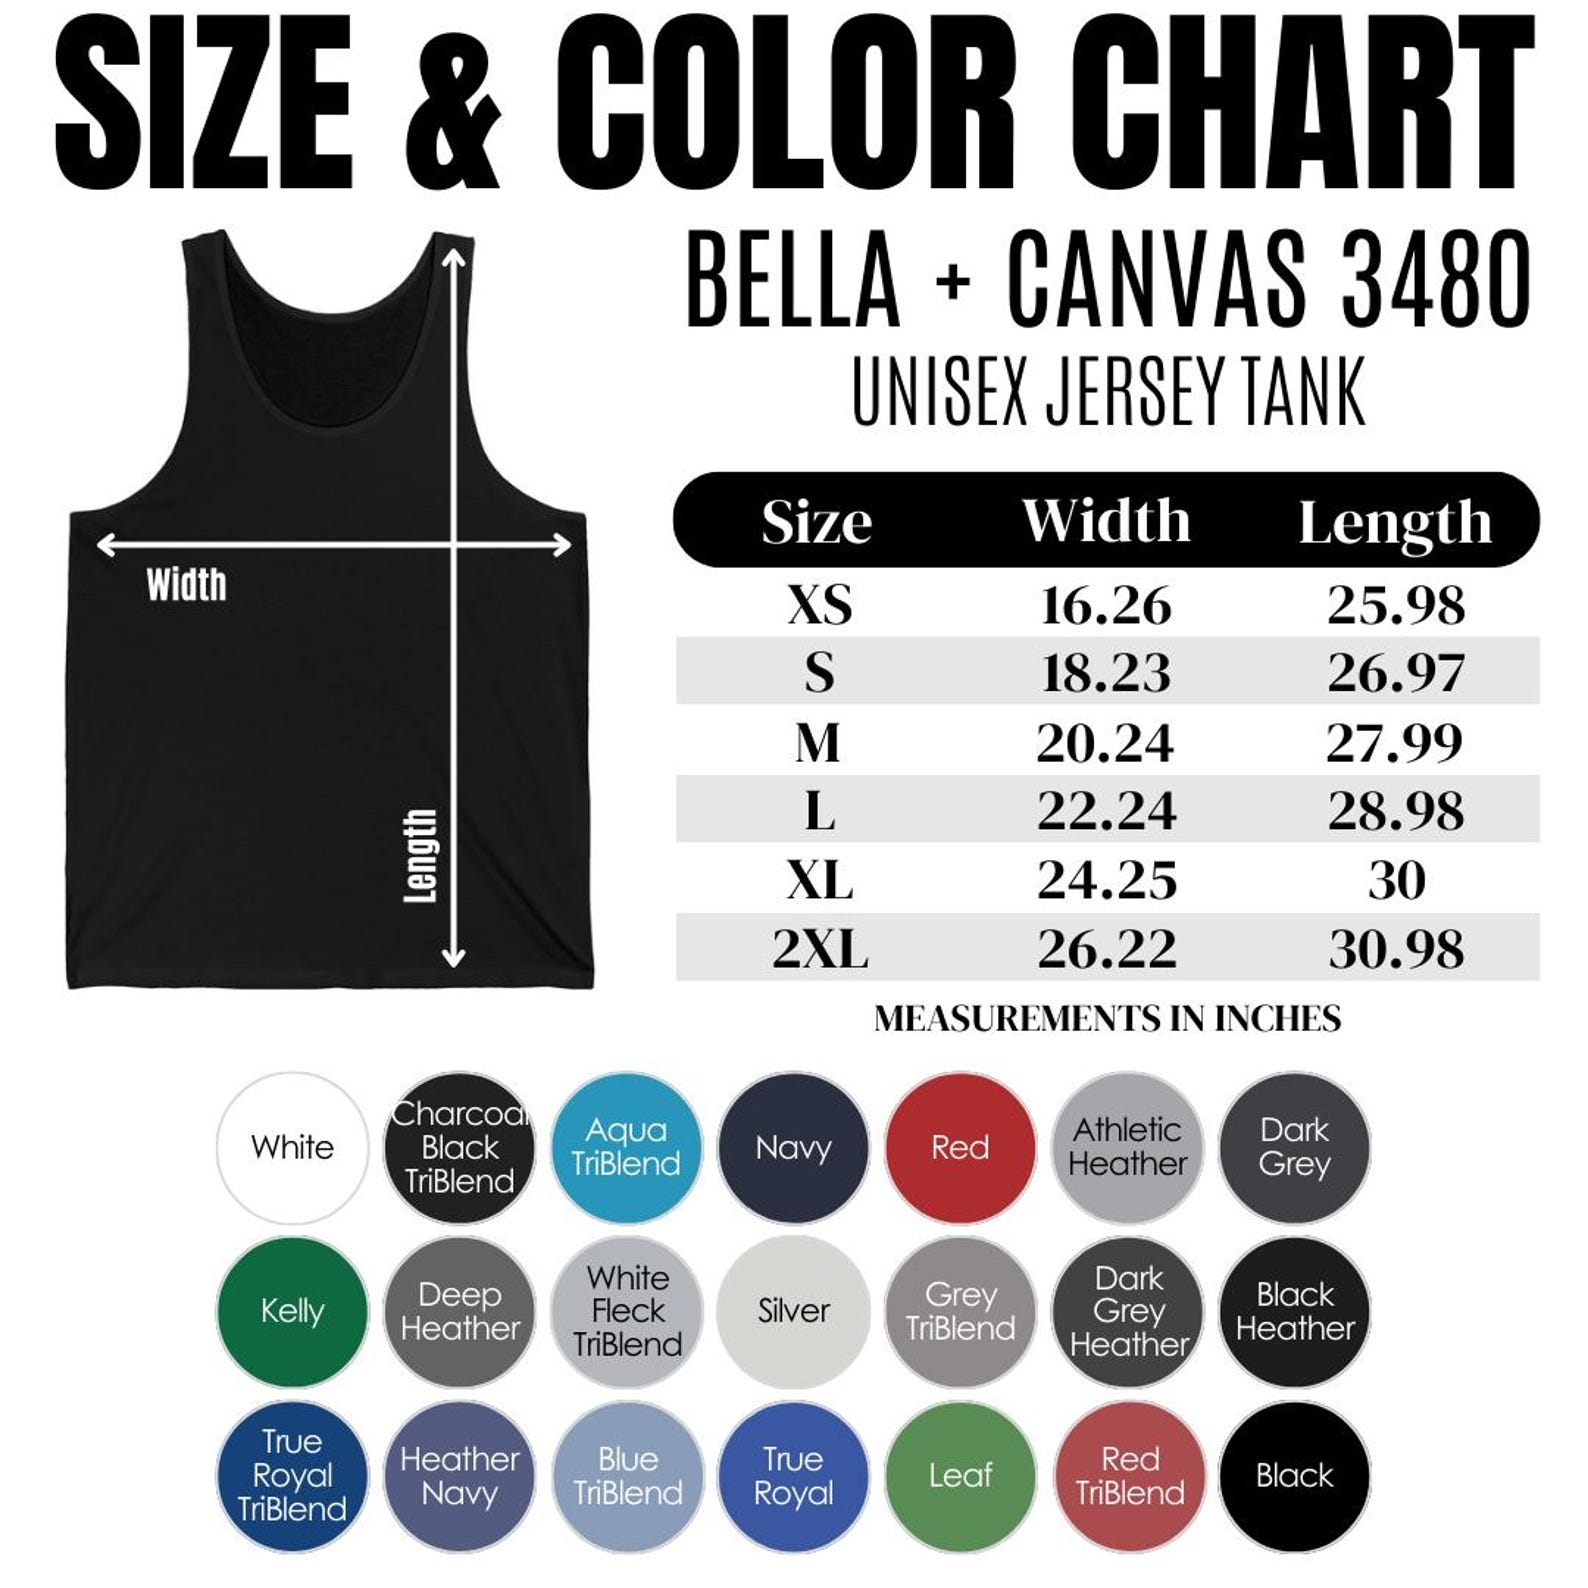 SIZE & COLOR CHART
BELLA + CANVAS 3480
UNISEX JERSEY TANK
Width
Length
Size Width Length
XS 16.26 25.98
S 18.23 26.97
M 20.24 27.99
L 22.24 28.98
XL 24.25 30
2XL 26.22 30.98
MEASUREMENTS IN INCHES
White
Charcoal
Black
TriBlend
Aqua
TriBlend
Navy
Red
Athletic
Heather
Dark
Grey
Kelly
Deep
Heather
White
Fleck
TriBlend
Silver
Grey
TriBlend
Dark
Grey
Heather
Black
Heather
True
Royal
TriBlend
Heather
Navy
Blue
TriBlend
True
Royal
Leaf
Red
TriBlend
Black